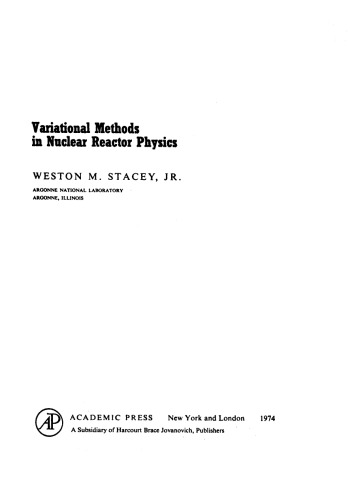 Variational Methods
in Nuclear Reactor Physics
WESTON M. STACEY, JR.
ARGONNE NATIONAL LABORATORY
ARGONNE, ILLINOIS
AP
ACADEMIC PRESS New York and London 1974
A Subsidiary of Harcourt Brace Jovanovich, Publishers